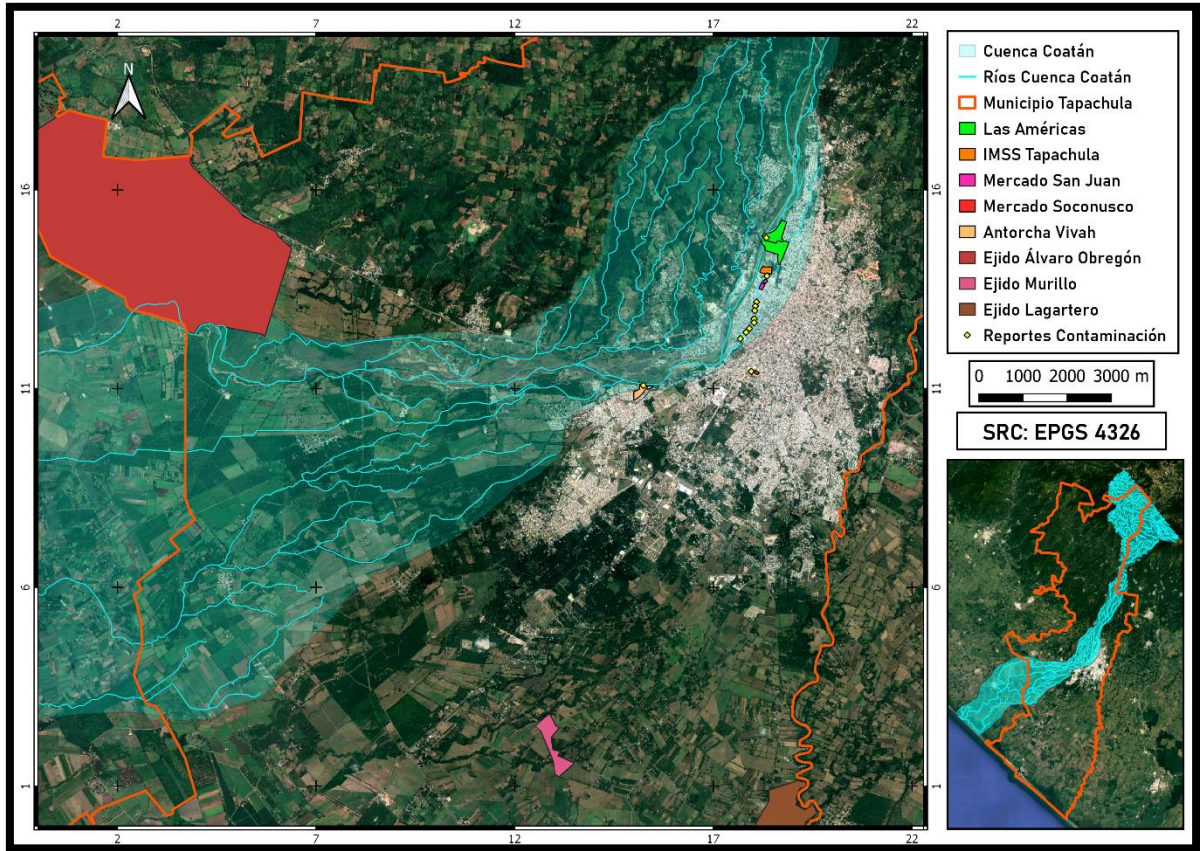 2 7 12 17 22
N
16 16
11 11
6 6
1 1
2 7 12 17 22
Cuenca Coatán
Ríos Cuenca Coatán
Municipio Tapachula
Las Américas
IMSS Tapachula
Mercado San Juan
Mercado Soconusco
Antorcha Vivah
Ejido Álvaro Obregón
Ejido Murillo
Ejido Lagartero
Reportes Contaminación
0 1000 2000 3000 m
SRC: EPGS 4326